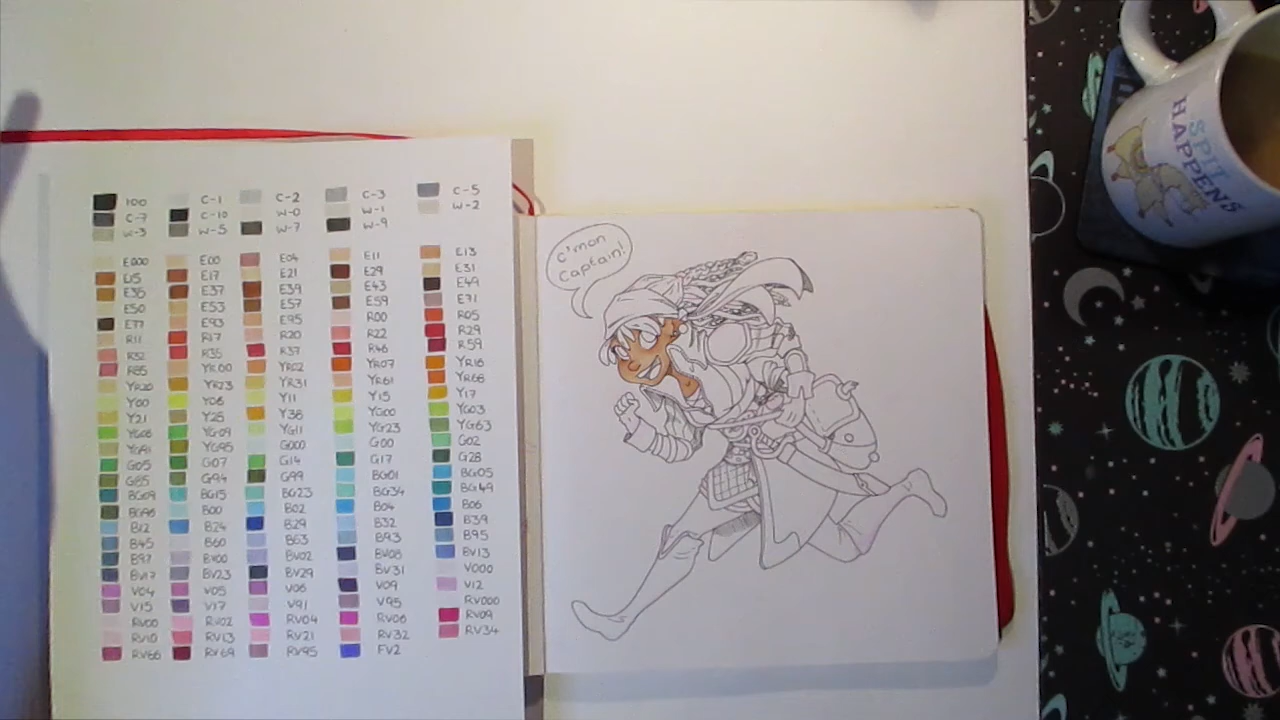 100 C-1 C-2 C-3 C-5
C-7 C-10 W-0 W-1 W-2
W-3 W-5 W-7 W-9
E000 E00 E04 E11 E13
E15 E17 E21 E29 E31
E35 E37 E39 E43 E49
E50 E53 E57 E59 E71
E77 E93 E95 R00 R05
R11 R17 R20 R22 R29
R32 R35 R37 R46 R59
R85 YR00 YR02 YR07 YR16
YR20 YR23 YR31 YR61 YR68
Y00 Y06 Y11 Y15 Y17
Y21 Y26 Y38 YG00 YG03
YG06 YG09 YG11 YG23 YG63
YG91 YG95 G000 G00 G02
G05 G07 G14 G17 G28
G85 G94 G99 BG01 BG05
BG09 BG15 BG23 BG34 BG49
BG96 B00 B02 B04 B06
B12 B24 B29 B32 B39
B45 B60 B63 B93 B95
B97 BV00 BV02 BV08 BV13
BV17 BV23 BV29 BV31 V000
V04 V05 V06 V09 V12
V15 V17 V91 V95 RV000
RV00 RV02 RV04 RV06 RV09
RV10 RV13 RV21 RV32 RV34
RV66 RV69 RV95 FV2
c'mon
Captain!
SPIT
HAPPENS